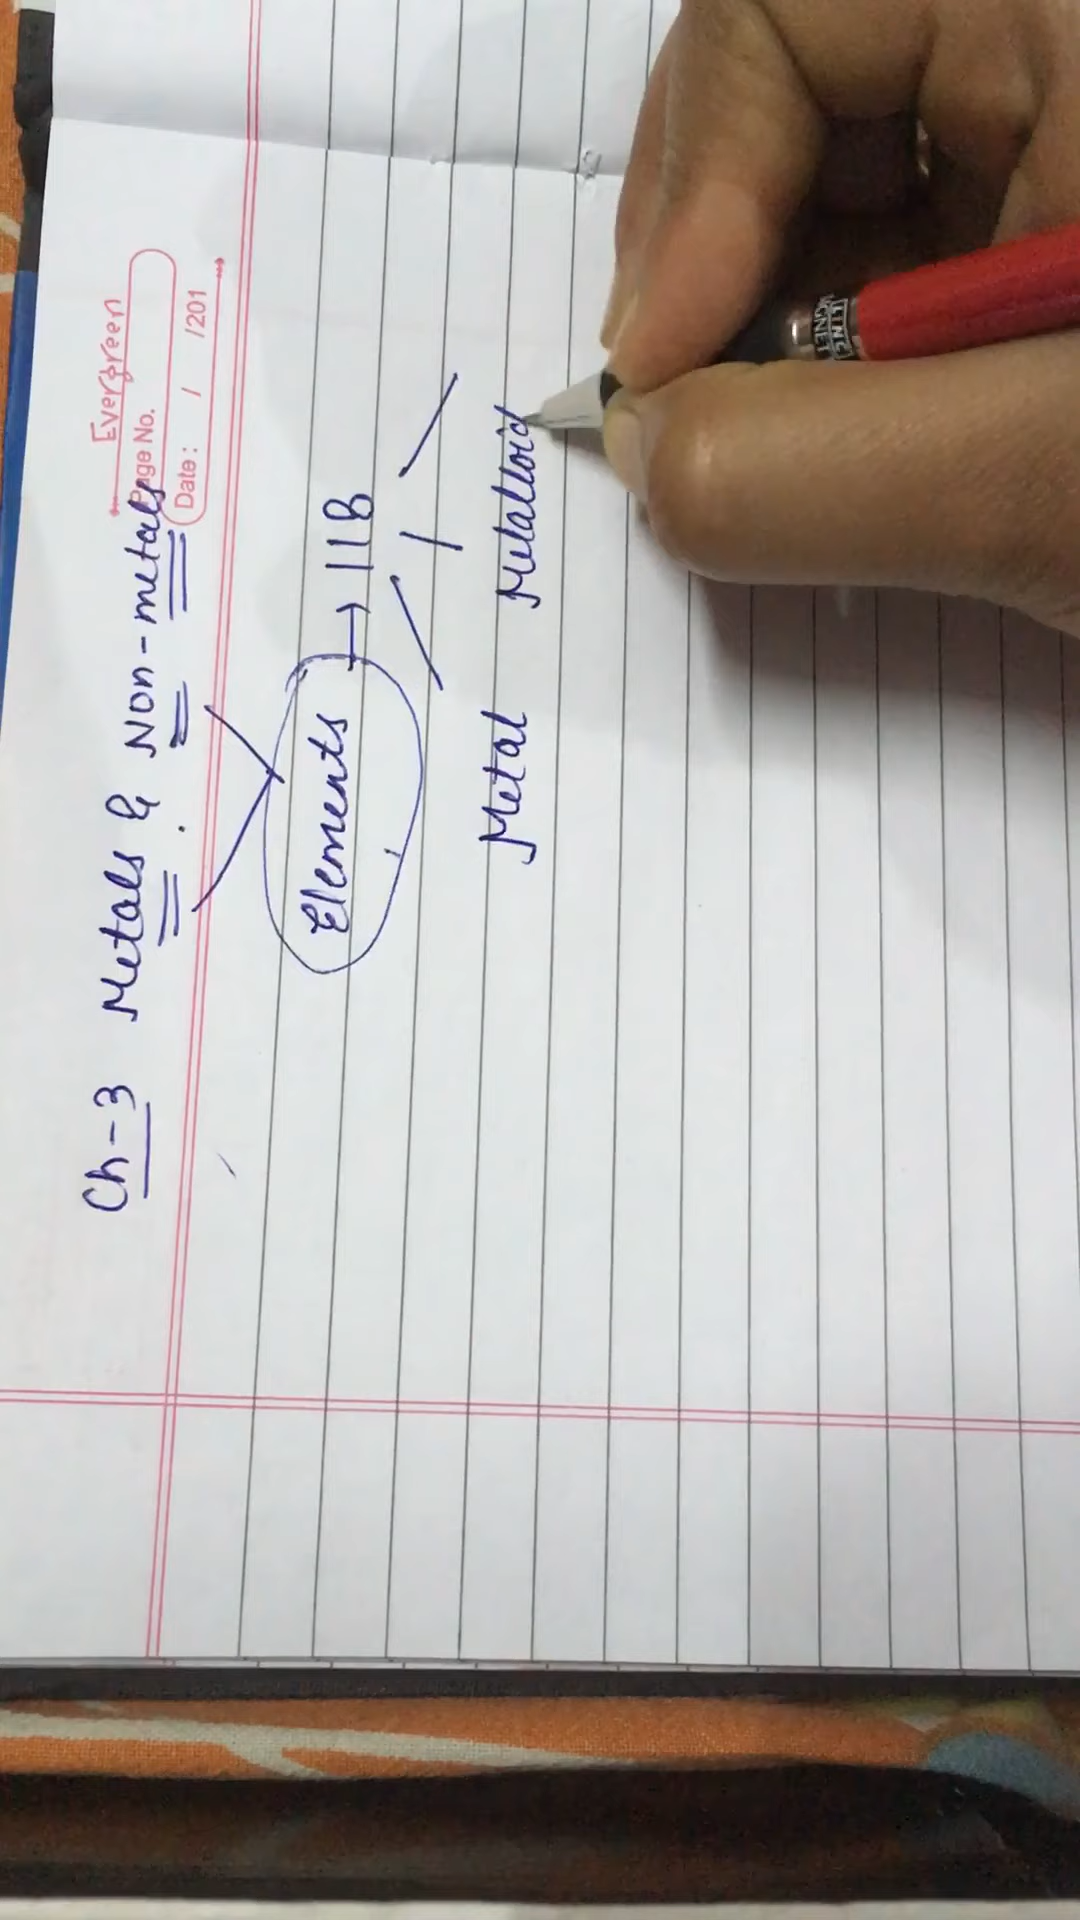 Evergreen
Page No.
Date: / /201
Ch-3 Metals & Non-metals
Elements → 118
Metal Metalloid